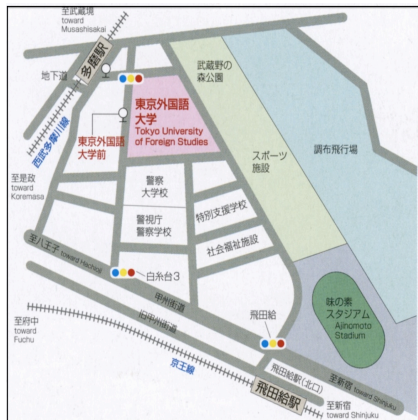 至武蔵境
toward
Musashisakai
多磨駅
地下道
武蔵野の
森公園
東京外国語
大学
Tokyo University
of Foreign Studies
西武多摩川線
東京外国語
大学前
スポーツ
施設
調布飛行場
至是政
toward
Koremasa
警察
大学校
特別支援学校
警視庁
警察学校
社会福祉施設
至八王子 toward Hachioji
白糸台3
甲州街道
味の素
スタジアム
Ajinomoto
Stadium
至府中
toward
Fuchu
旧甲州街道
飛田給
京王線
飛田給駅(北口)
至新宿 toward Shinjuku
飛田給駅
至新宿
toward Shinjuku